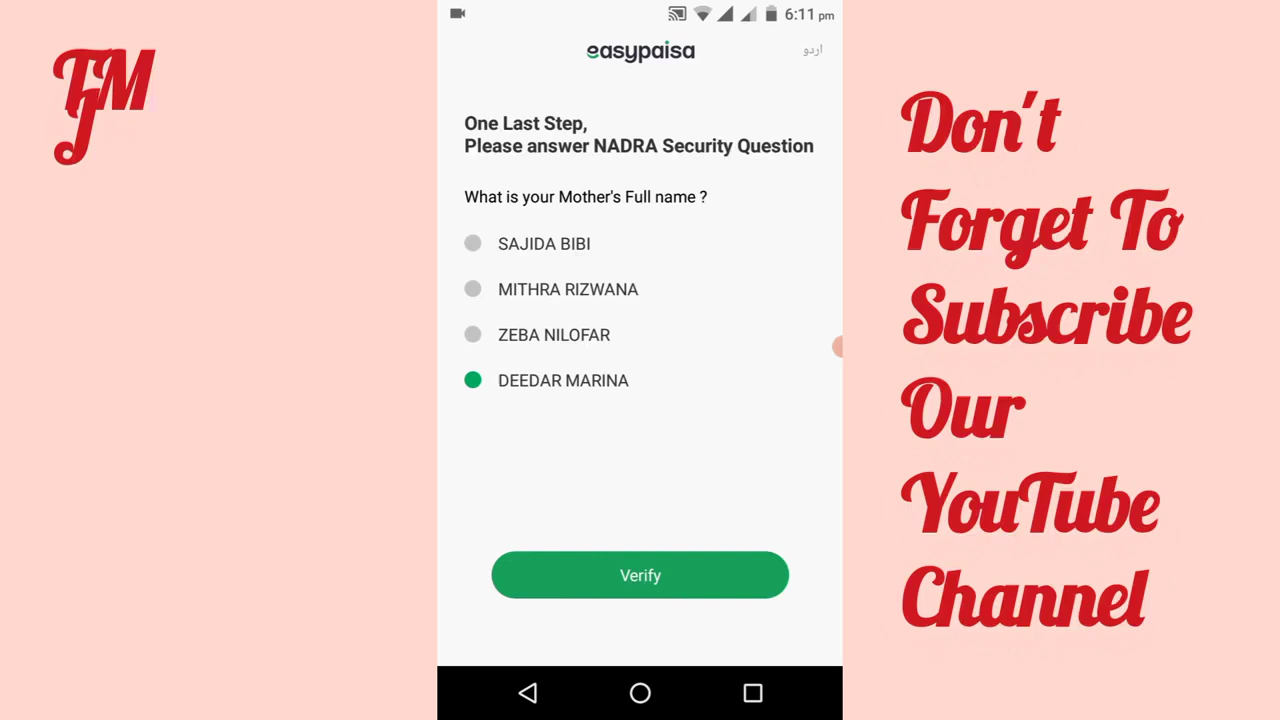 6:11 pm
easypaisa
اردو
One Last Step,
Please answer NADRA Security Question
What is your Mother's Full name ?
SAJIDA BIBI
MITHRA RIZWANA
ZEBA NILOFAR
DEEDAR MARINA
Verify
TJM
Don't
Forget To
Subscribe
Our
YouTube
Channel